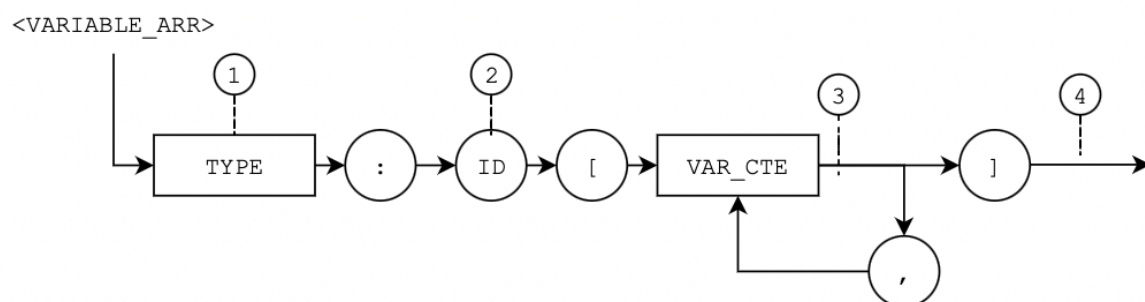 <VARIABLE_ARR>
1
2
3
4
TYPE
:
ID
[
VAR_CTE
]
,